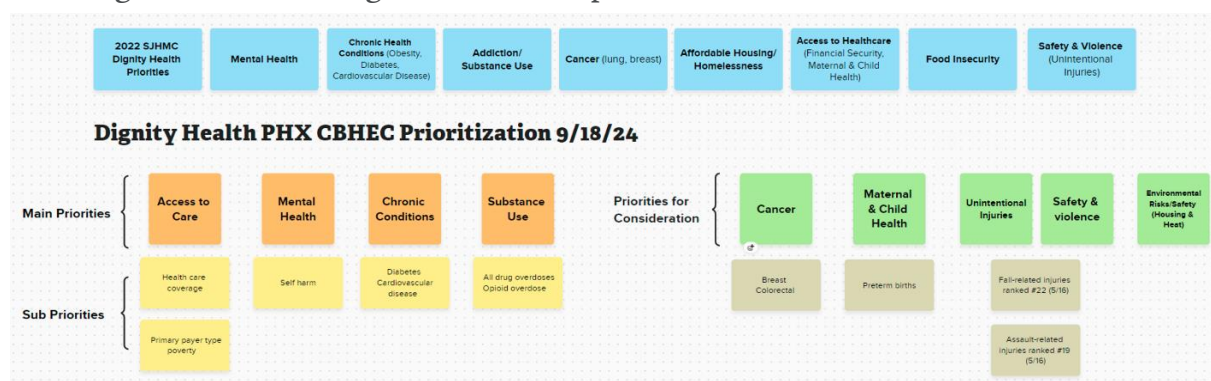 2022 SJHMC
Dignity Health
Priorities
Mental Health
Chronic Health
Conditions (Obesity,
Diabetes,
Cardiovascular Disease)
Addiction/
Substance Use
Cancer (lung, breast)
Affordable Housing/
Homelessness
Access to Healthcare
(Financial Security,
Maternal & Child
Health)
Food Insecurity
Safety & Violence
(Unintentional
Injuries)
Dignity Health PHX CBHEC Prioritization 9/18/24
Main Priorities
Access to
Care
Mental
Health
Chronic
Conditions
Substance
Use
Priorities for
Consideration
Cancer
Maternal
& Child
Health
Unintentional
Injuries
Safety &
violence
Environmental
Risks/Safety
(Housing &
Heat)
Sub Priorities
Health care
coverage
Self harm
Diabetes
Cardiovascular
disease
All drug overdoses
Opioid overdose
Breast
Colorectal
Preterm births
Fall-related injuries
ranked #22 (5/16)
Primary payer type
poverty
Assault-related
injuries ranked #19
(5/16)